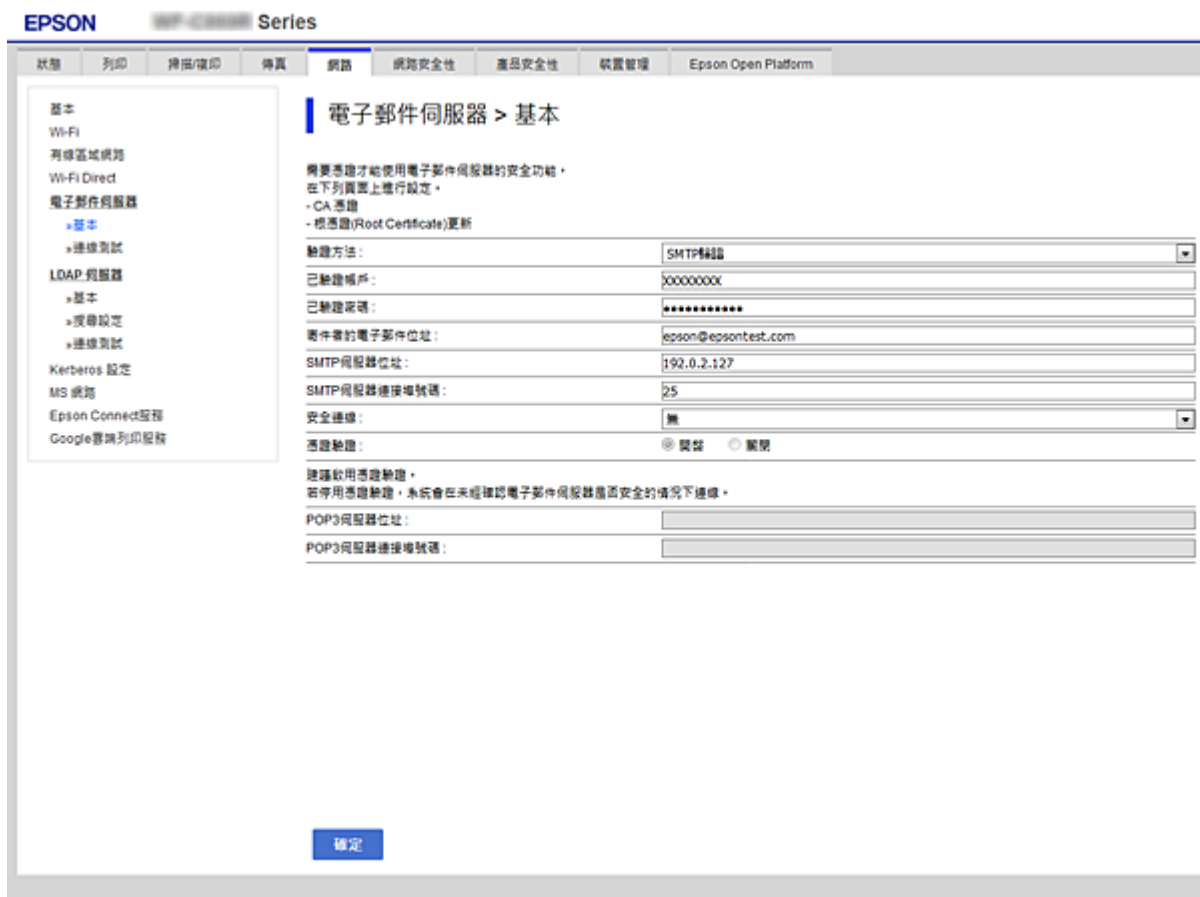 EPSON Series
狀態 列印 掃描/複印 傳真 網路 網路安全性 產品安全性 裝置管理 Epson Open Platform
基本
Wi-Fi
有線區域網路
Wi-Fi Direct
電子郵件伺服器
»基本
»連線測試
LDAP 伺服器
»基本
»搜尋設定
»連線測試
Kerberos 設定
MS 網路
Epson Connect服務
Google雲端列印服務
電子郵件伺服器 > 基本
需要憑證才能使用電子郵件伺服器的安全功能。
在下列頁面上進行設定。
- CA 憑證
- 根憑證(Root Certificate)更新
驗證方法 : SMTP驗證
已驗證帳戶 : XXXXXXXX
已驗證密碼 : ●●●●●●●●●●●
寄件者的電子郵件位址 : epson@epsontest.com
SMTP伺服器位址 : 192.0.2.127
SMTP伺服器連接埠號碼 : 25
安全連線 : 無
憑證驗證 : 開啟 關閉
建議啟用憑證驗證。
若停用憑證驗證，系統會在未經確認電子郵件伺服器是否安全的情況下連線。
POP3伺服器位址 :
POP3伺服器連接埠號碼 :
確定